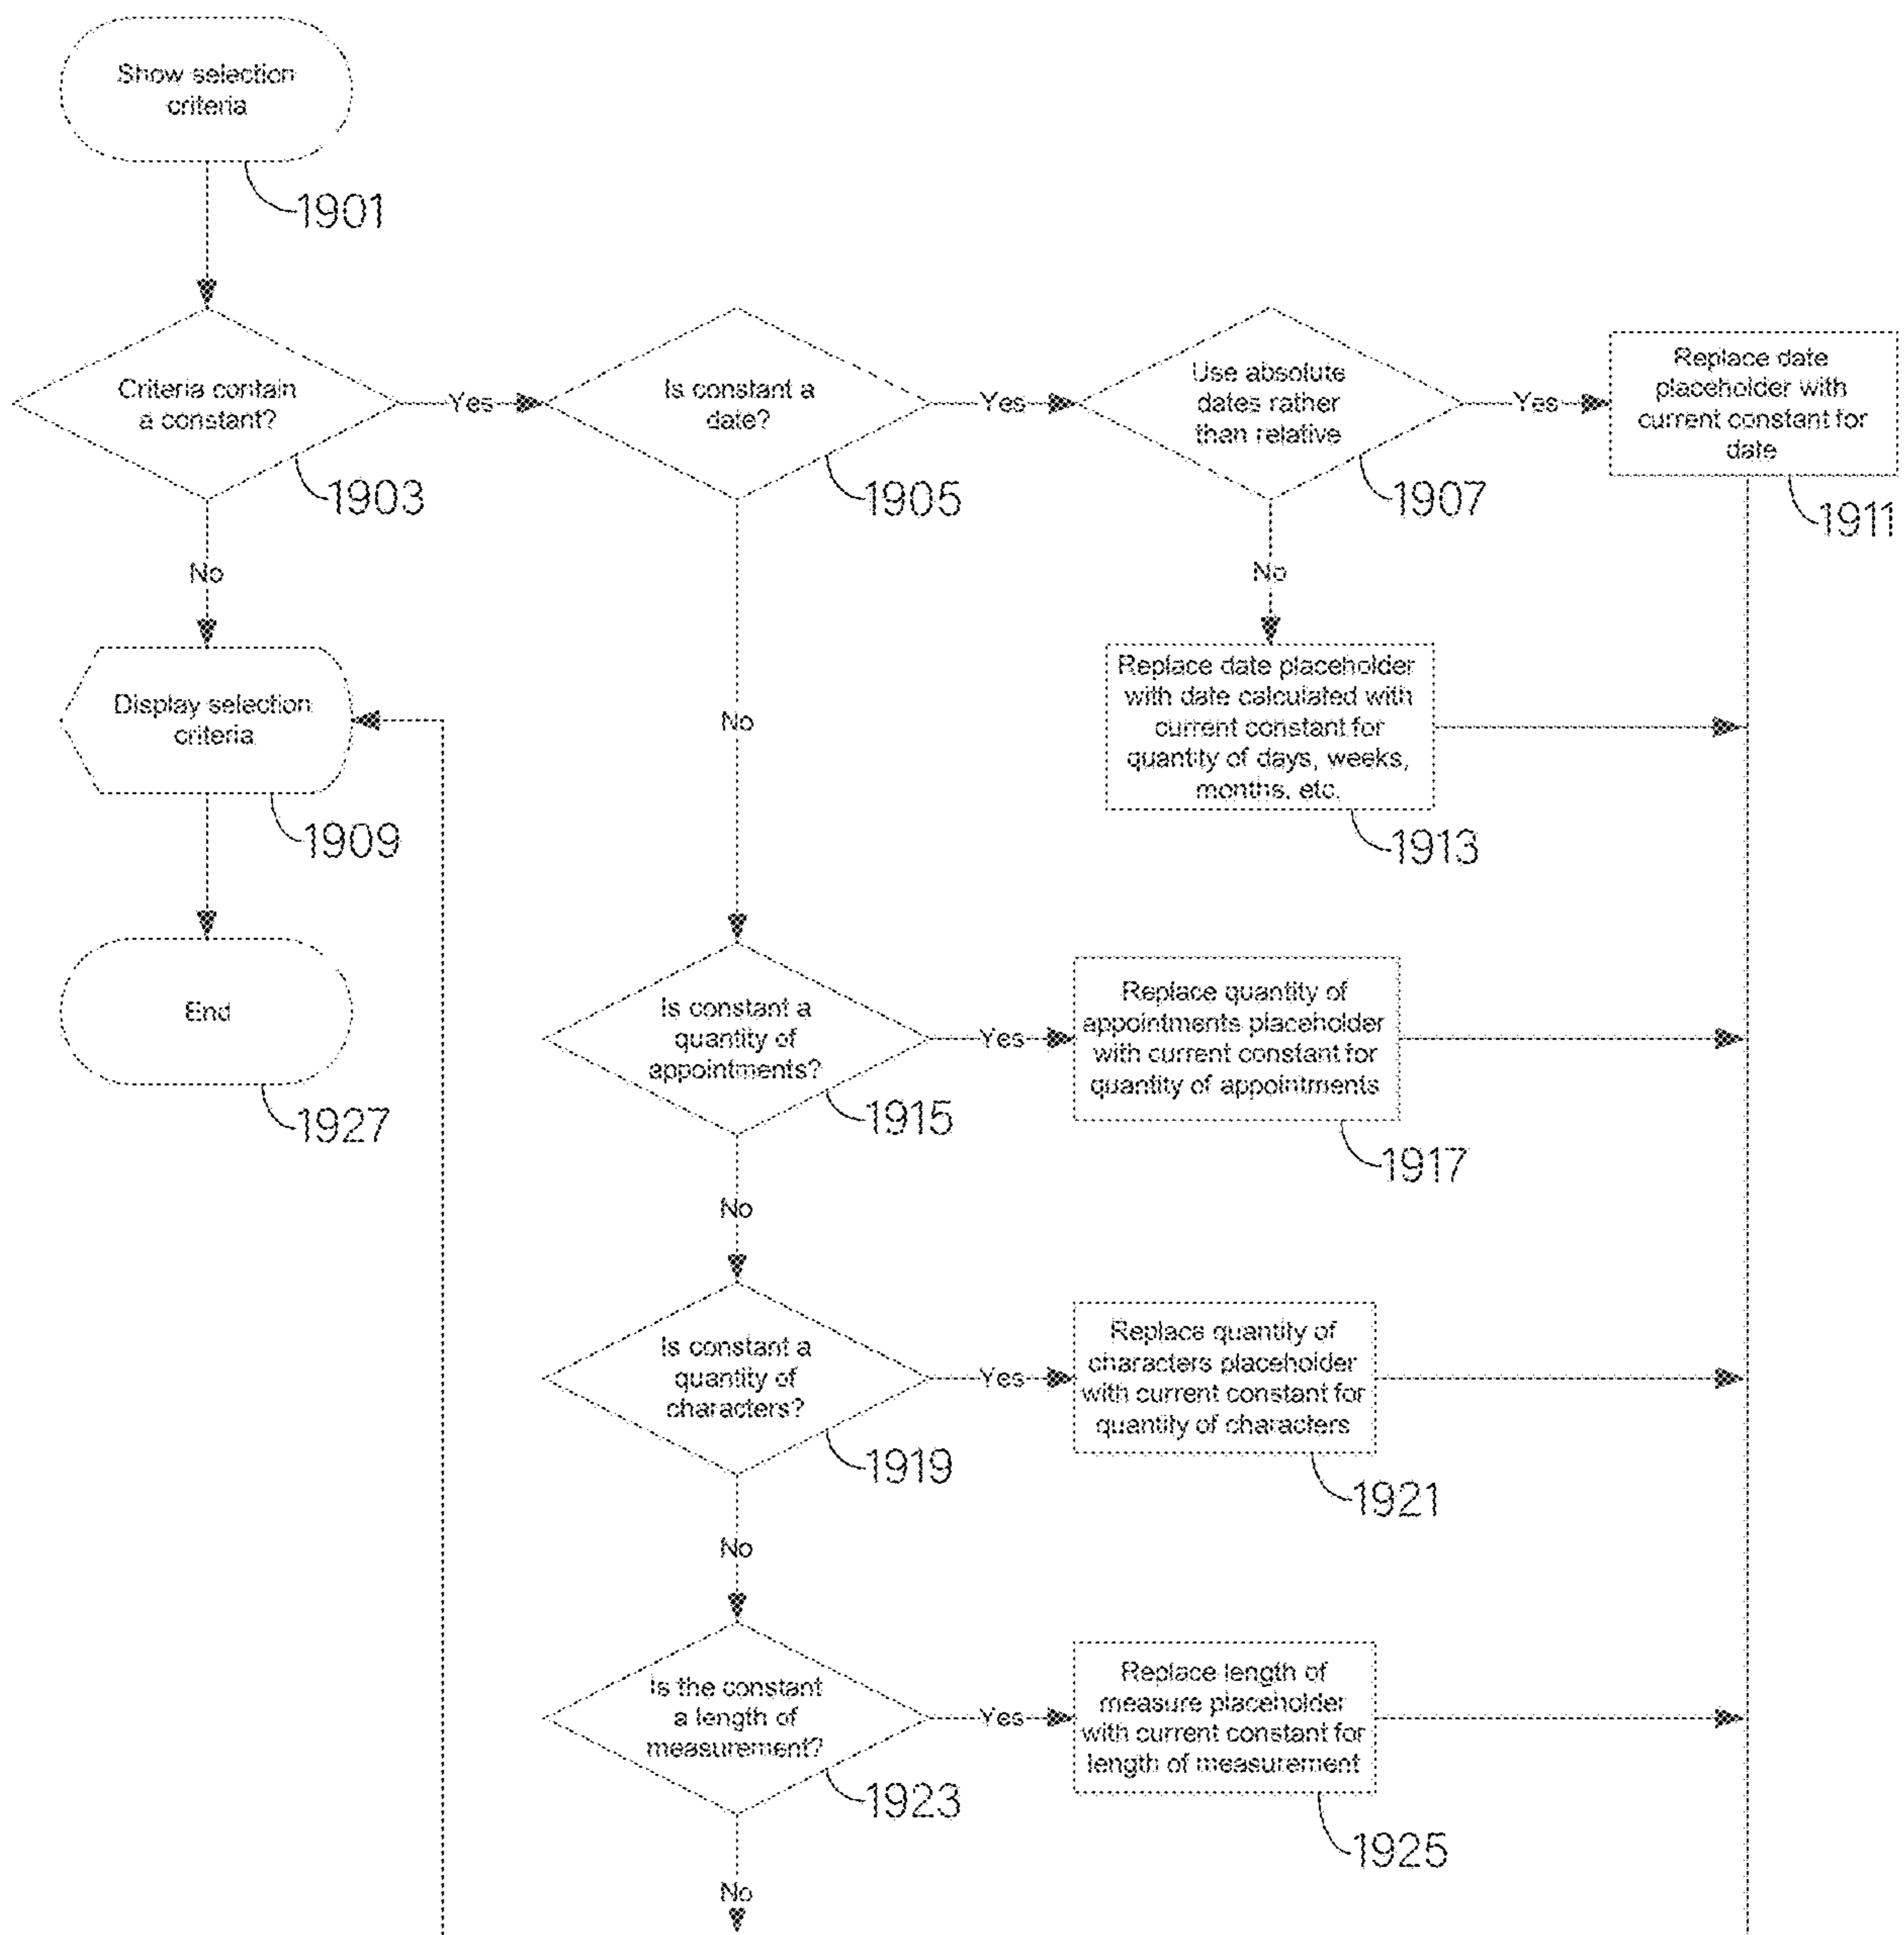 Show selection
criteria
1901
Criteria contain
a constant?
1903
Yes
Is constant a
date?
1905
Yes
Use absolute
dates rather
than relative
1907
Yes
Replace date
placeholder with
current constant for
date
1911
No
No
Display selection
criteria
1909
No
Replace date placeholder
with date calculated with
current constant for
quantity of days, weeks,
months, etc.
1913
End
1927
Is constant a
quantity of
appointments?
1915
Yes
Replace quantity of
appointments placeholder
with current constant for
quantity of appointments
1917
No
Is constant a
quantity of
characters?
1919
Yes
Replace quantity of
characters placeholder
with current constant for
quantity of characters
1921
No
Is the constant
a length of
measurement?
1923
Yes
Replace length of
measure placeholder
with current constant for
length of measurement
1925
No